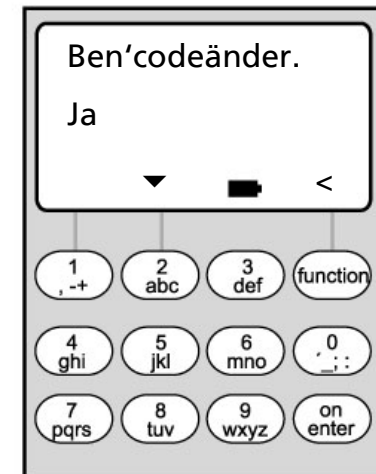 Ben‘codeänder.
Ja
<
1 2 3 function
, -+ abc def
4 5 6 0
ghi jkl mno ´_; :
7 8 9 on
pqrs tuv wxyz enter